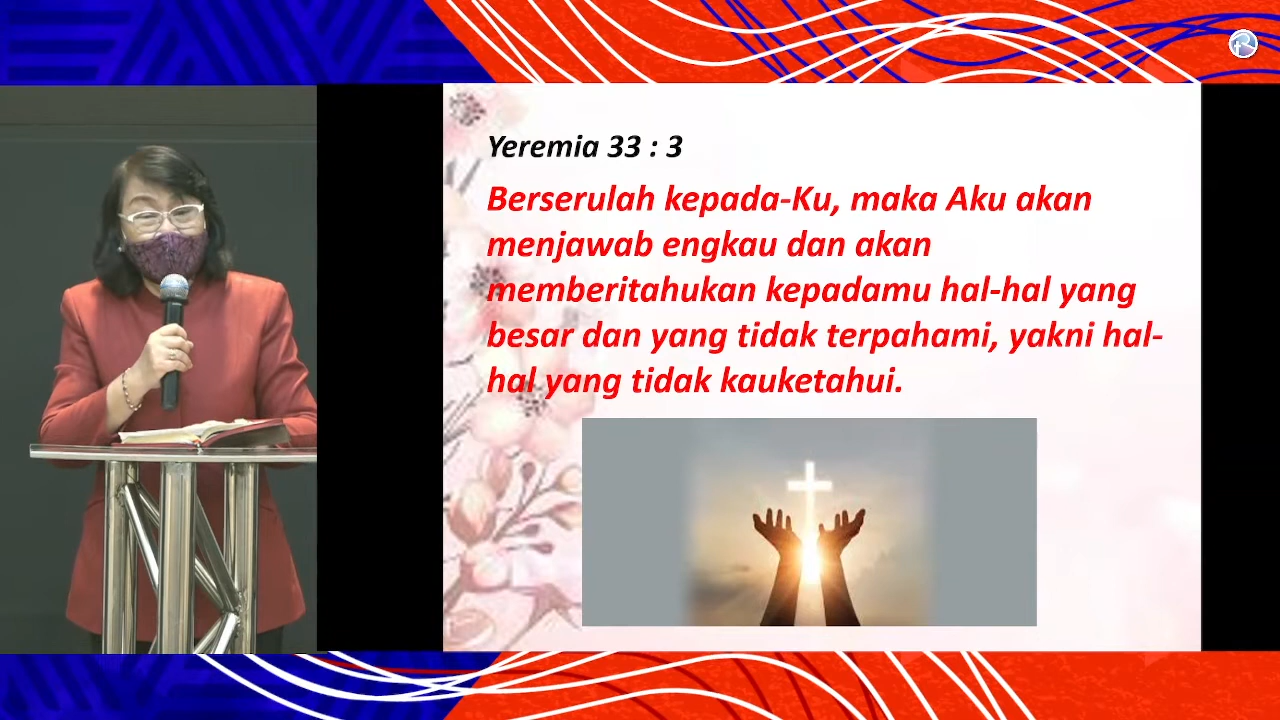 Yeremia 33 : 3
Berserulah kepada-Ku, maka Aku akan
menjawab engkau dan akan
memberitahukan kepadamu hal-hal yang
besar dan yang tidak terpahami, yakni hal-
hal yang tidak kauketahui.